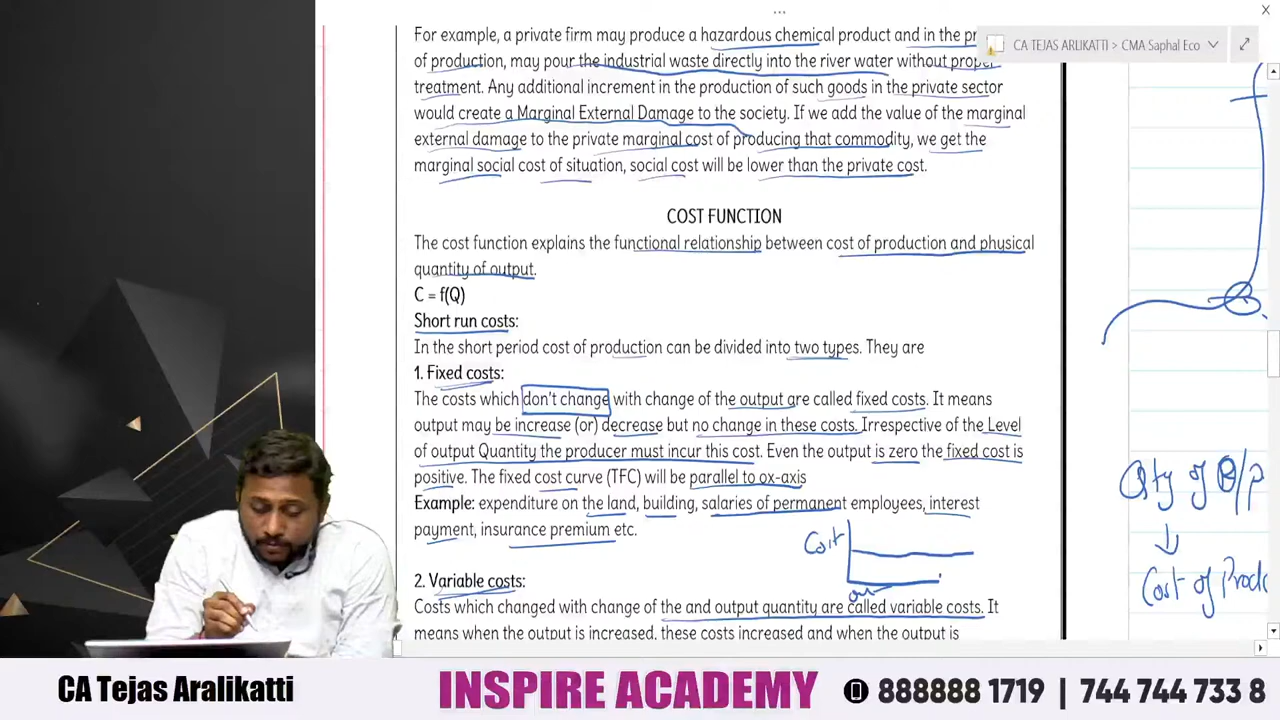 ...
For example, a private firm may produce a hazardous chemical product and in the pr
of production, may pour the industrial waste directly into the river water without proper
CA TEJAS ARLIKATTI > CMA Saphal Eco
treatment. Any additional increment in the production of such goods in the private sector
would create a Marginal External Damage to the society. If we add the value of the marginal
external damage to the private marginal cost of producing that commodity, we get the
marginal social cost of situation, social cost will be lower than the private cost.
COST FUNCTION
The cost function explains the functional relationship between cost of production and physical
quantity of output.
C = f(Q)
Short run costs:
In the short period cost of production can be divided into two types. They are
1. Fixed costs:
The costs which don't change with change of the output are called fixed costs. It means
output may be increase (or) decrease but no change in these costs. Irrespective of the Level
of output Quantity the producer must incur this cost. Even the output is zero the fixed cost is
positive. The fixed cost curve (TFC) will be parallel to ox-axis
Example: expenditure on the land, building, salaries of permanent employees, interest
payment, insurance premium etc.
Cost
2. Variable costs:
Costs which changed with change of the and output quantity are called variable costs. It
means when the output is increased, these costs increased and when the output is
Qty of O/p
Cost of Prod
CA Tejas Aralikatti
INSPIRE ACADEMY
888888 1719 | 744 744 733 8